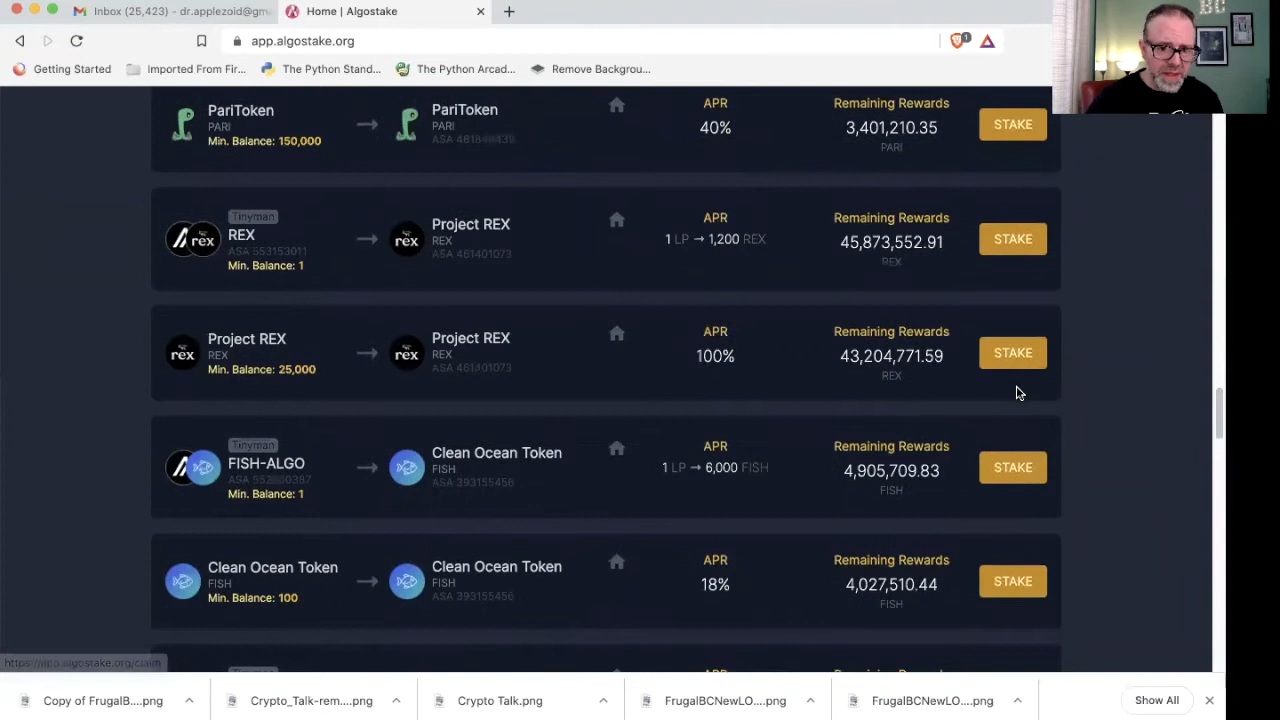 Inbox (25,423) - dr.applezoid@gm
Home | Algostake
app.algostake.org
1
Getting Started
Imported From Fir...
The Python Stand...
The Python Arcad...
Remove Backgrou...
BC
PariToken
PARI
Min. Balance: 150,000
PariToken
PARI
APR
40%
Remaining Rewards
3,401,210.35
PARI
STAKE
Tinyman
REX
ASA 553153011
Min. Balance: 1
Project REX
REX
ASA 461401073
APR
1 LP → 1,200 REX
Remaining Rewards
45,873,552.91
REX
STAKE
Project REX
REX
Min. Balance: 25,000
Project REX
REX
ASA 461401073
APR
100%
Remaining Rewards
43,204,771.59
REX
STAKE
Tinyman
FISH-ALGO
Min. Balance: 1
Clean Ocean Token
FISH
ASA 393155456
APR
1 LP → 6,000 FISH
Remaining Rewards
4,905,709.83
FISH
STAKE
Clean Ocean Token
FISH
Min. Balance: 100
Clean Ocean Token
FISH
ASA 393155456
APR
18%
Remaining Rewards
4,027,510.44
FISH
STAKE
https://app.algostake.org/claim
Copy of FrugalB....png
Crypto_Talk-rem....png
Crypto Talk.png
FrugalBCNewLO....png
FrugalBCNewLO....png
Show All